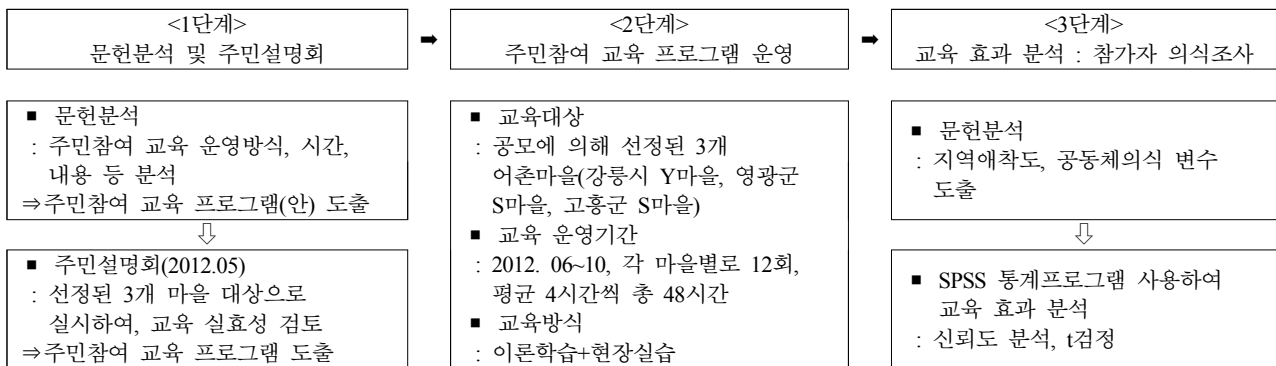 <1단계>
문헌분석 및 주민설명회
➡
<2단계>
주민참여 교육 프로그램 운영
➡
<3단계>
교육 효과 분석 : 참가자 의식조사
■ 문헌분석
: 주민참여 교육 운영방식, 시간,
내용 등 분석
⇒주민참여 교육 프로그램(안) 도출
⇩
■ 주민설명회(2012.05)
: 선정된 3개 마을 대상으로
실시하여, 교육 실효성 검토
⇒주민참여 교육 프로그램 도출
■ 교육대상
: 공모에 의해 선정된 3개
어촌마을(강릉시 Y마을, 영광군
S마을, 고흥군 S마을)
■ 교육 운영기간
: 2012. 06~10, 각 마을별로 12회,
평균 4시간씩 총 48시간
■ 교육방식
: 이론학습+현장실습
■ 문헌분석
: 지역애착도, 공동체의식 변수
도출
⇩
■ SPSS 통계프로그램 사용하여
교육 효과 분석
: 신뢰도 분석, t검정